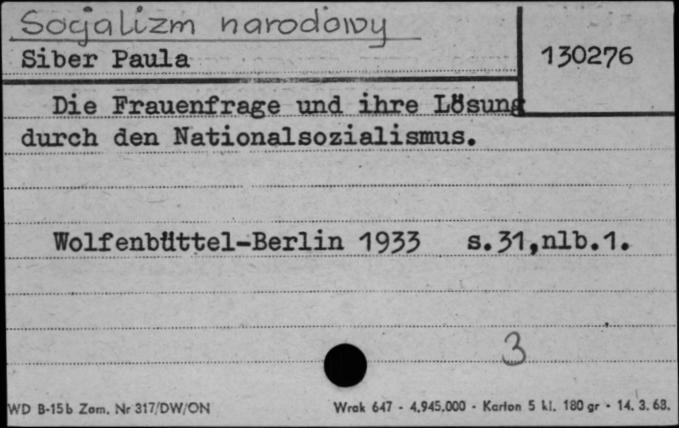 Socjalizm narodowy
Siber Paula
130276
Die Frauenfrage und ihre Lösung
durch den Nationalsozialismus.
Wolfenbüttel-Berlin 1933 s.31,nlb.1.
3
WD B-15b Zam. Nr 317/DW/ON
Wrak 647 - 4.945.000 - Karton 5 kl. 180 gr - 14. 3. 68.